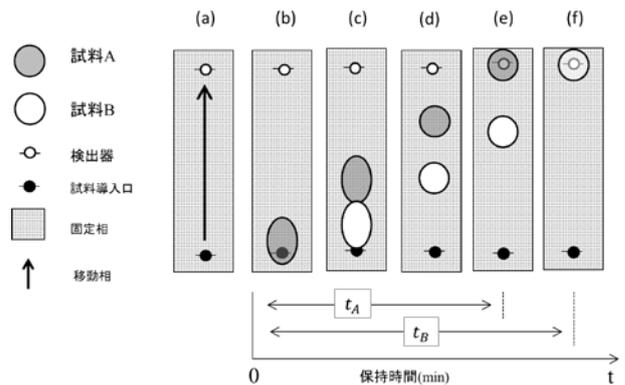 (a) (b) (c) (d) (e) (f)
試料A
試料B
検出器
試料導入口
固定相
移動相
t_A
t_B
0 保持時間(min) t